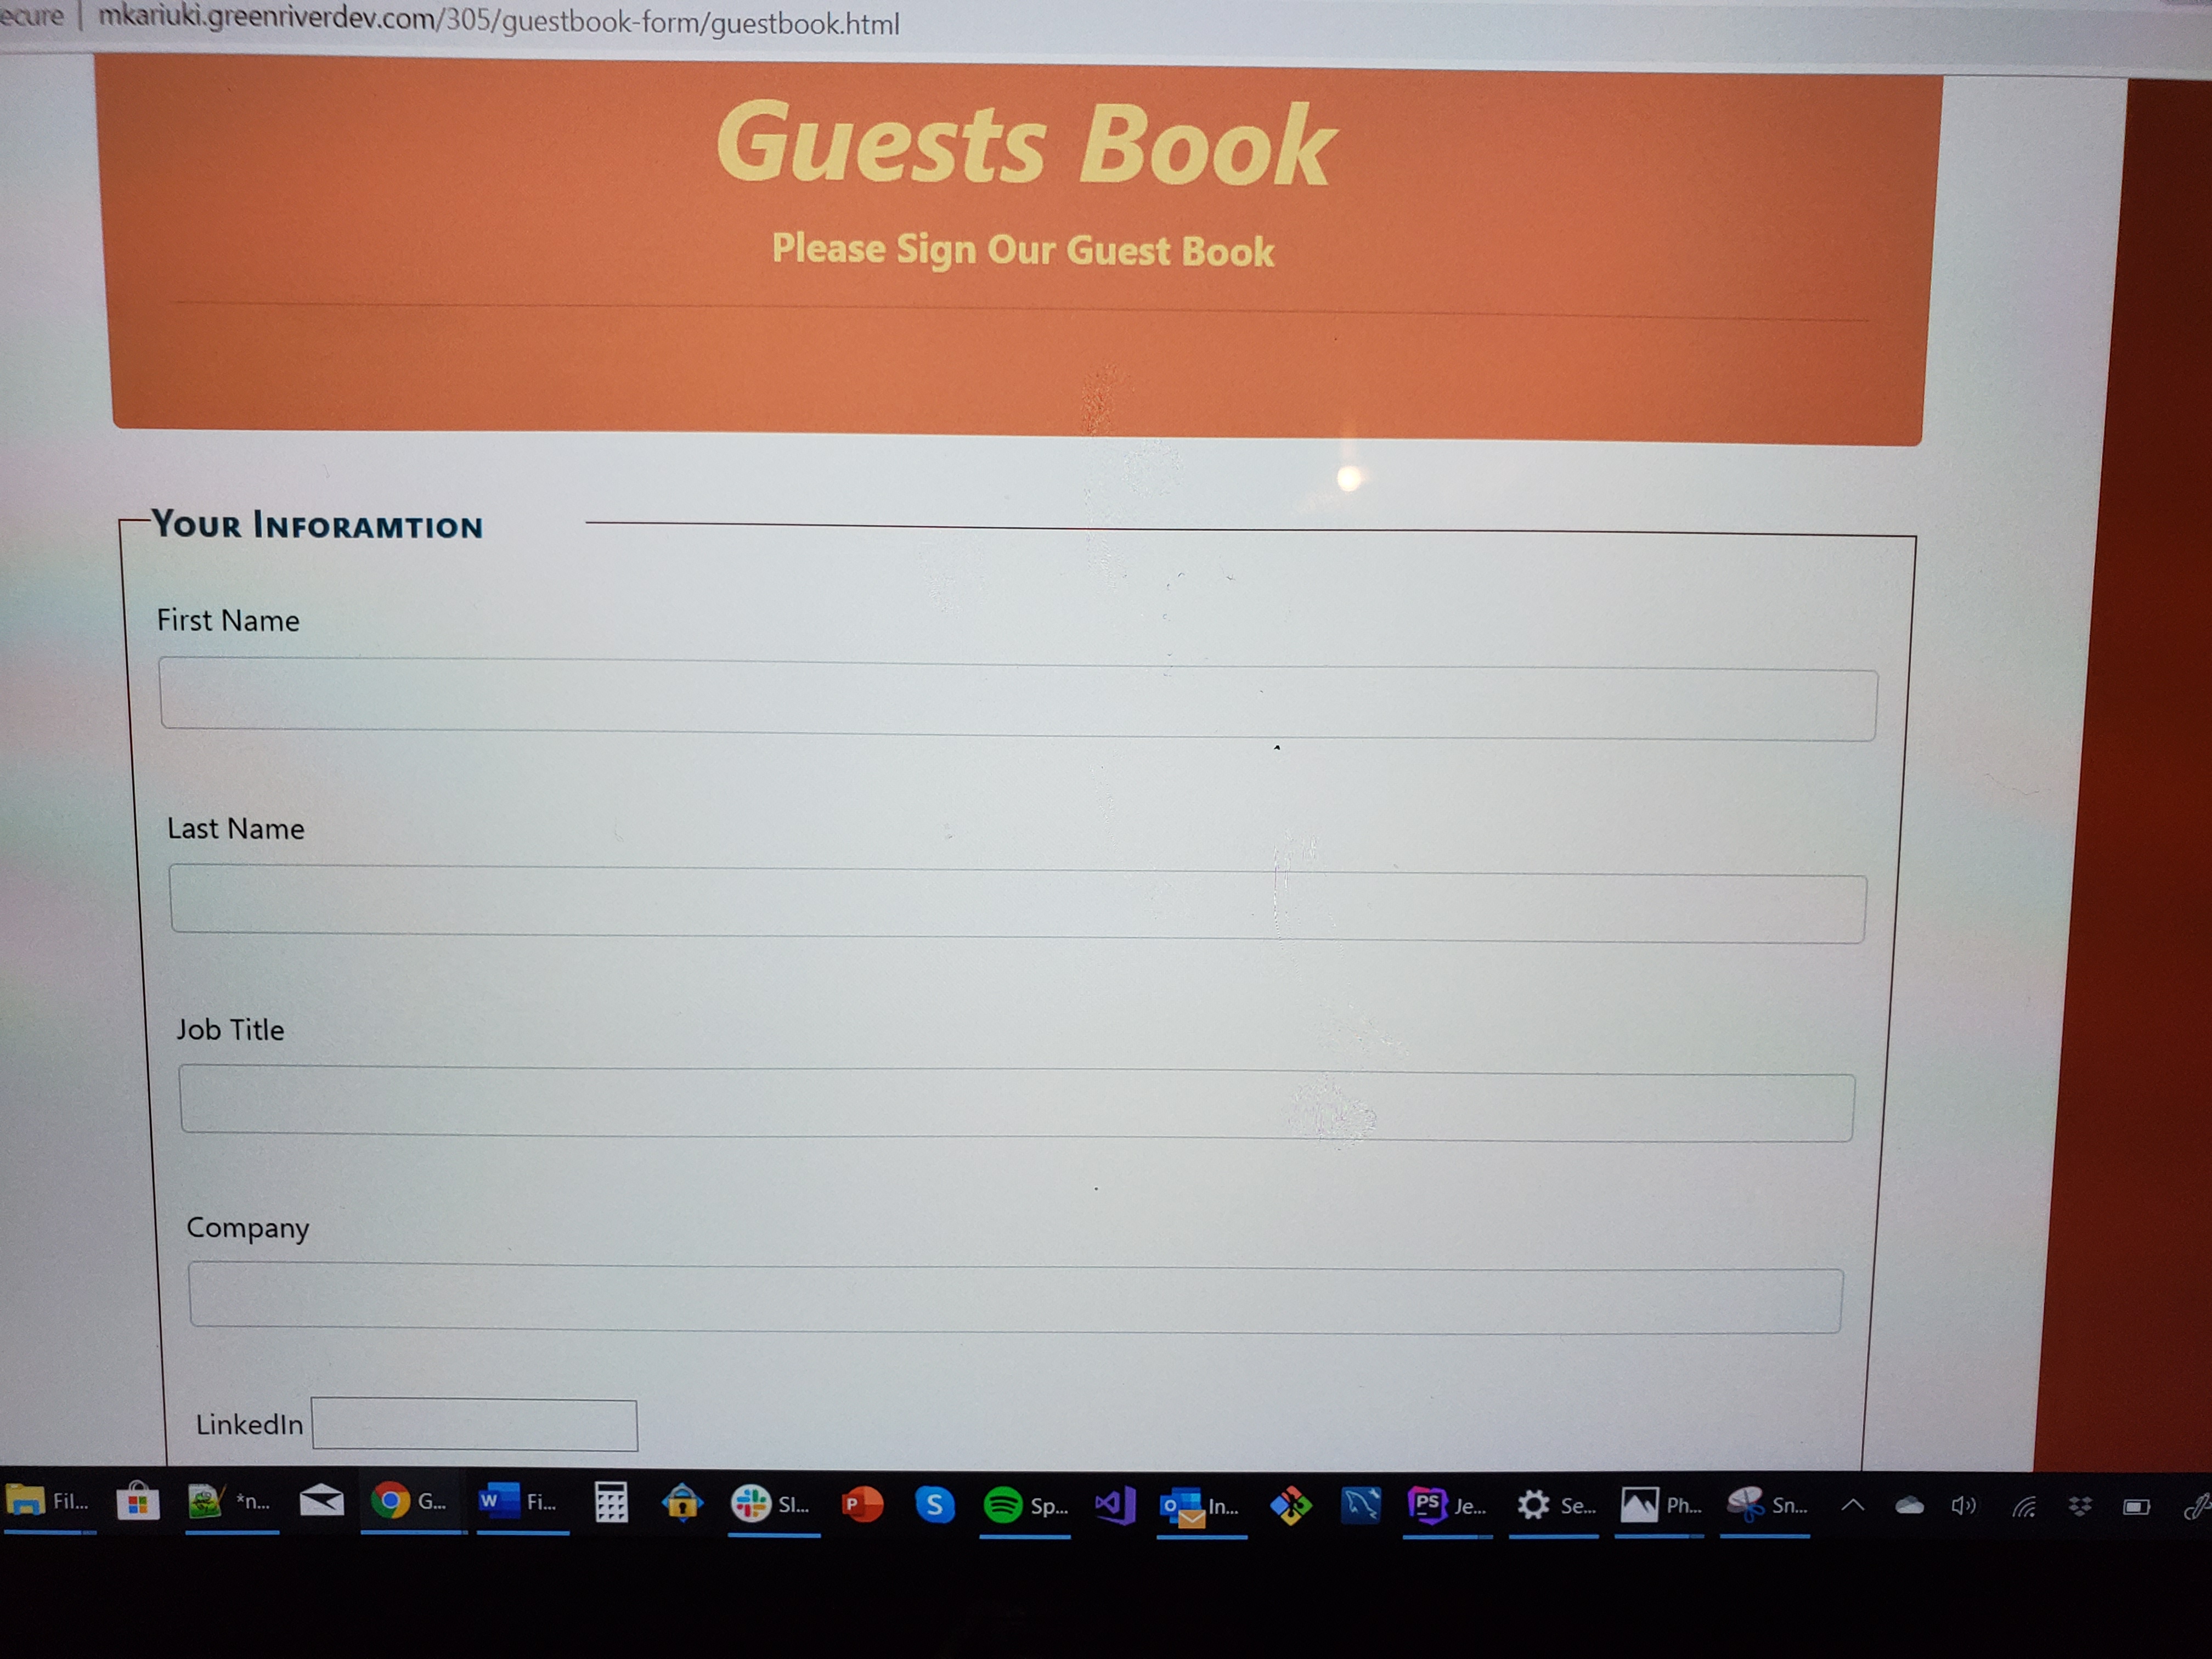 ecure | mkariuki.greenriverdev.com/305/guestbook-form/guestbook.html
Guests Book
Please Sign Our Guest Book
Your Inforamtion
First Name
Last Name
Job Title
Company
LinkedIn
Fil... *n... G... W Fi... Sl... P S Sp... O In... PS Je... Se... Ph... Sn...